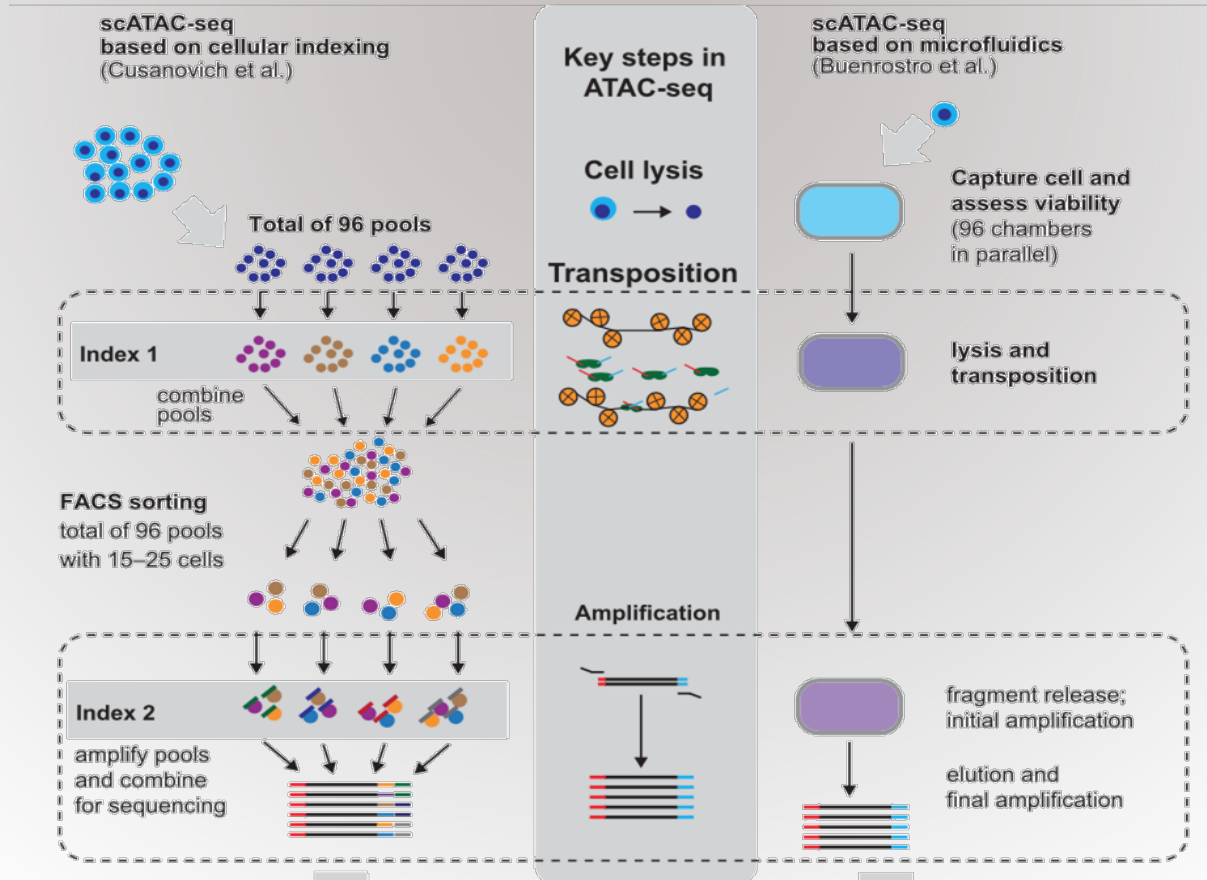 scATAC-seq
based on cellular indexing
(Cusanovich et al.)
Total of 96 pools
Index 1
combine
pools
FACS sorting
total of 96 pools
with 15–25 cells
Index 2
amplify pools
and combine
for sequencing
Key steps in
ATAC-seq
Cell lysis
Transposition
Amplification
scATAC-seq
based on microfluidics
(Buenrostro et al.)
Capture cell and
assess viability
(96 chambers
in parallel)
lysis and
transposition
fragment release;
initial amplification
elution and
final amplification